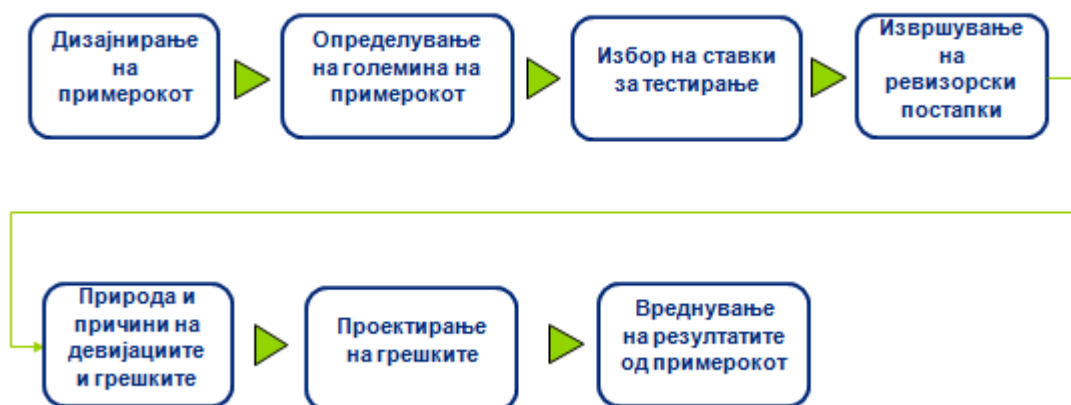 Дизајнирање
на
примерокот
Определување
на големина на
примерокот
Избор на ставки
за тестирање
Извршување
на
ревизорски
постапки
Природа и
причини на
девијациите
и грешките
Проектирање
на грешките
Вреднување
на резултатите
од примерокот